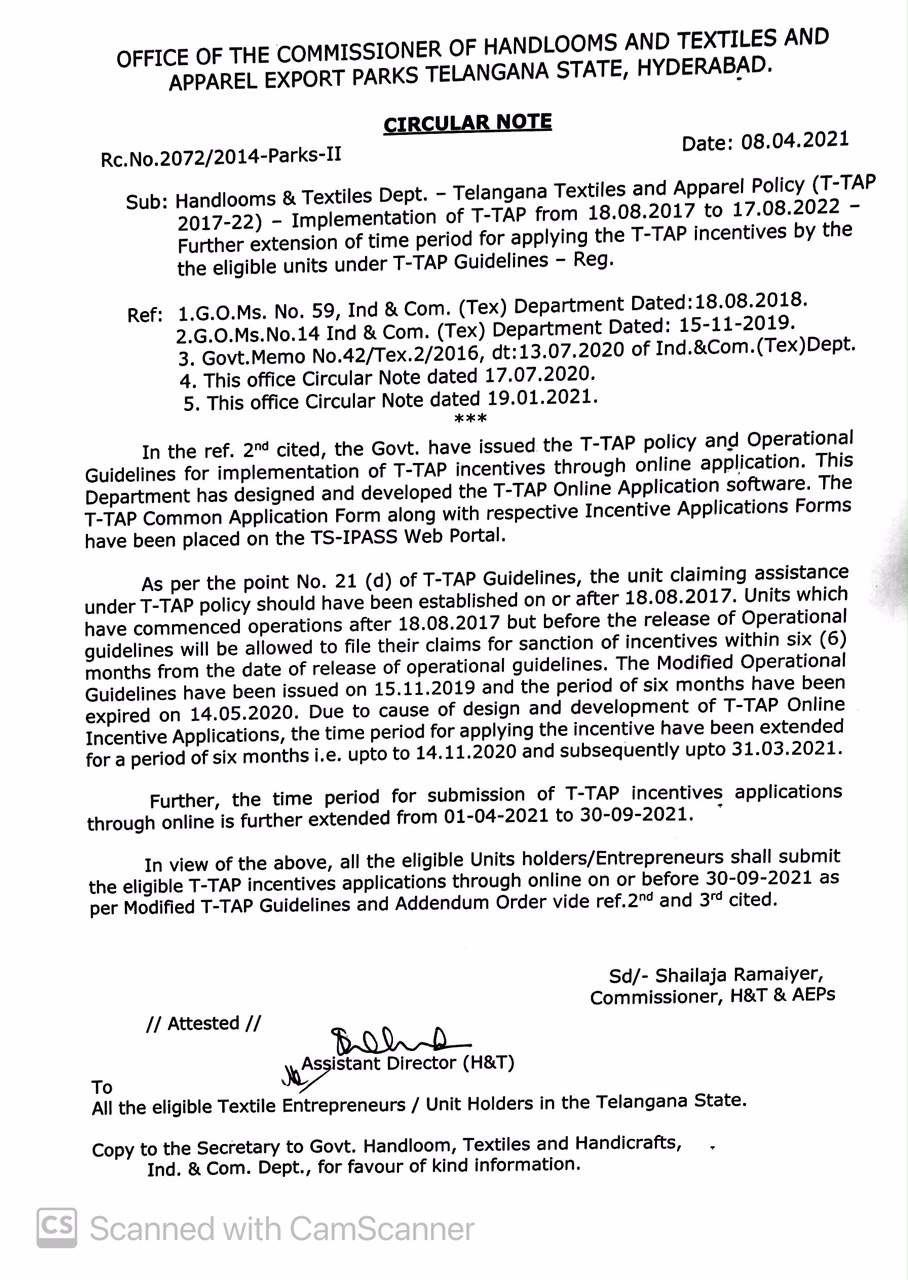 OFFICE OF THE COMMISSIONER OF HANDLOOMS AND TEXTILES AND
APPAREL EXPORT PARKS TELANGANA STATE, HYDERABAD.
CIRCULAR NOTE
Rc.No.2072/2014-Parks-II
Date: 08.04.2021
Sub: Handlooms & Textiles Dept. – Telangana Textiles and Apparel Policy (T-TAP
2017-22) – Implementation of T-TAP from 18.08.2017 to 17.08.2022 –
Further extension of time period for applying the T-TAP incentives by the
the eligible units under T-TAP Guidelines – Reg.
Ref: 1.G.O.Ms. No. 59, Ind & Com. (Tex) Department Dated:18.08.2018.
2.G.O.Ms.No.14 Ind & Com. (Tex) Department Dated: 15-11-2019.
3. Govt.Memo No.42/Tex.2/2016, dt:13.07.2020 of Ind.&Com.(Tex)Dept.
4. This office Circular Note dated 17.07.2020.
5. This office Circular Note dated 19.01.2021.
***
In the ref. 2nd cited, the Govt. have issued the T-TAP policy and Operational
Guidelines for implementation of T-TAP incentives through online application. This
Department has designed and developed the T-TAP Online Application software. The
T-TAP Common Application Form along with respective Incentive Applications Forms
have been placed on the TS-IPASS Web Portal.
As per the point No. 21 (d) of T-TAP Guidelines, the unit claiming assistance
under T-TAP policy should have been established on or after 18.08.2017. Units which
have commenced operations after 18.08.2017 but before the release of Operational
guidelines will be allowed to file their claims for sanction of incentives within six (6)
months from the date of release of operational guidelines. The Modified Operational
Guidelines have been issued on 15.11.2019 and the period of six months have been
expired on 14.05.2020. Due to cause of design and development of T-TAP Online
Incentive Applications, the time period for applying the incentive have been extended
for a period of six months i.e. upto to 14.11.2020 and subsequently upto 31.03.2021.
Further, the time period for submission of T-TAP incentives applications
through online is further extended from 01-04-2021 to 30-09-2021.
In view of the above, all the eligible Units holders/Entrepreneurs shall submit
the eligible T-TAP incentives applications through online on or before 30-09-2021 as
per Modified T-TAP Guidelines and Addendum Order vide ref.2nd and 3rd cited.
Sd/- Shailaja Ramaiyer,
Commissioner, H&T & AEPs
// Attested //
Assistant Director (H&T)
To
All the eligible Textile Entrepreneurs / Unit Holders in the Telangana State.
Copy to the Secretary to Govt. Handloom, Textiles and Handicrafts,
Ind. & Com. Dept., for favour of kind information.
CS Scanned with CamScanner